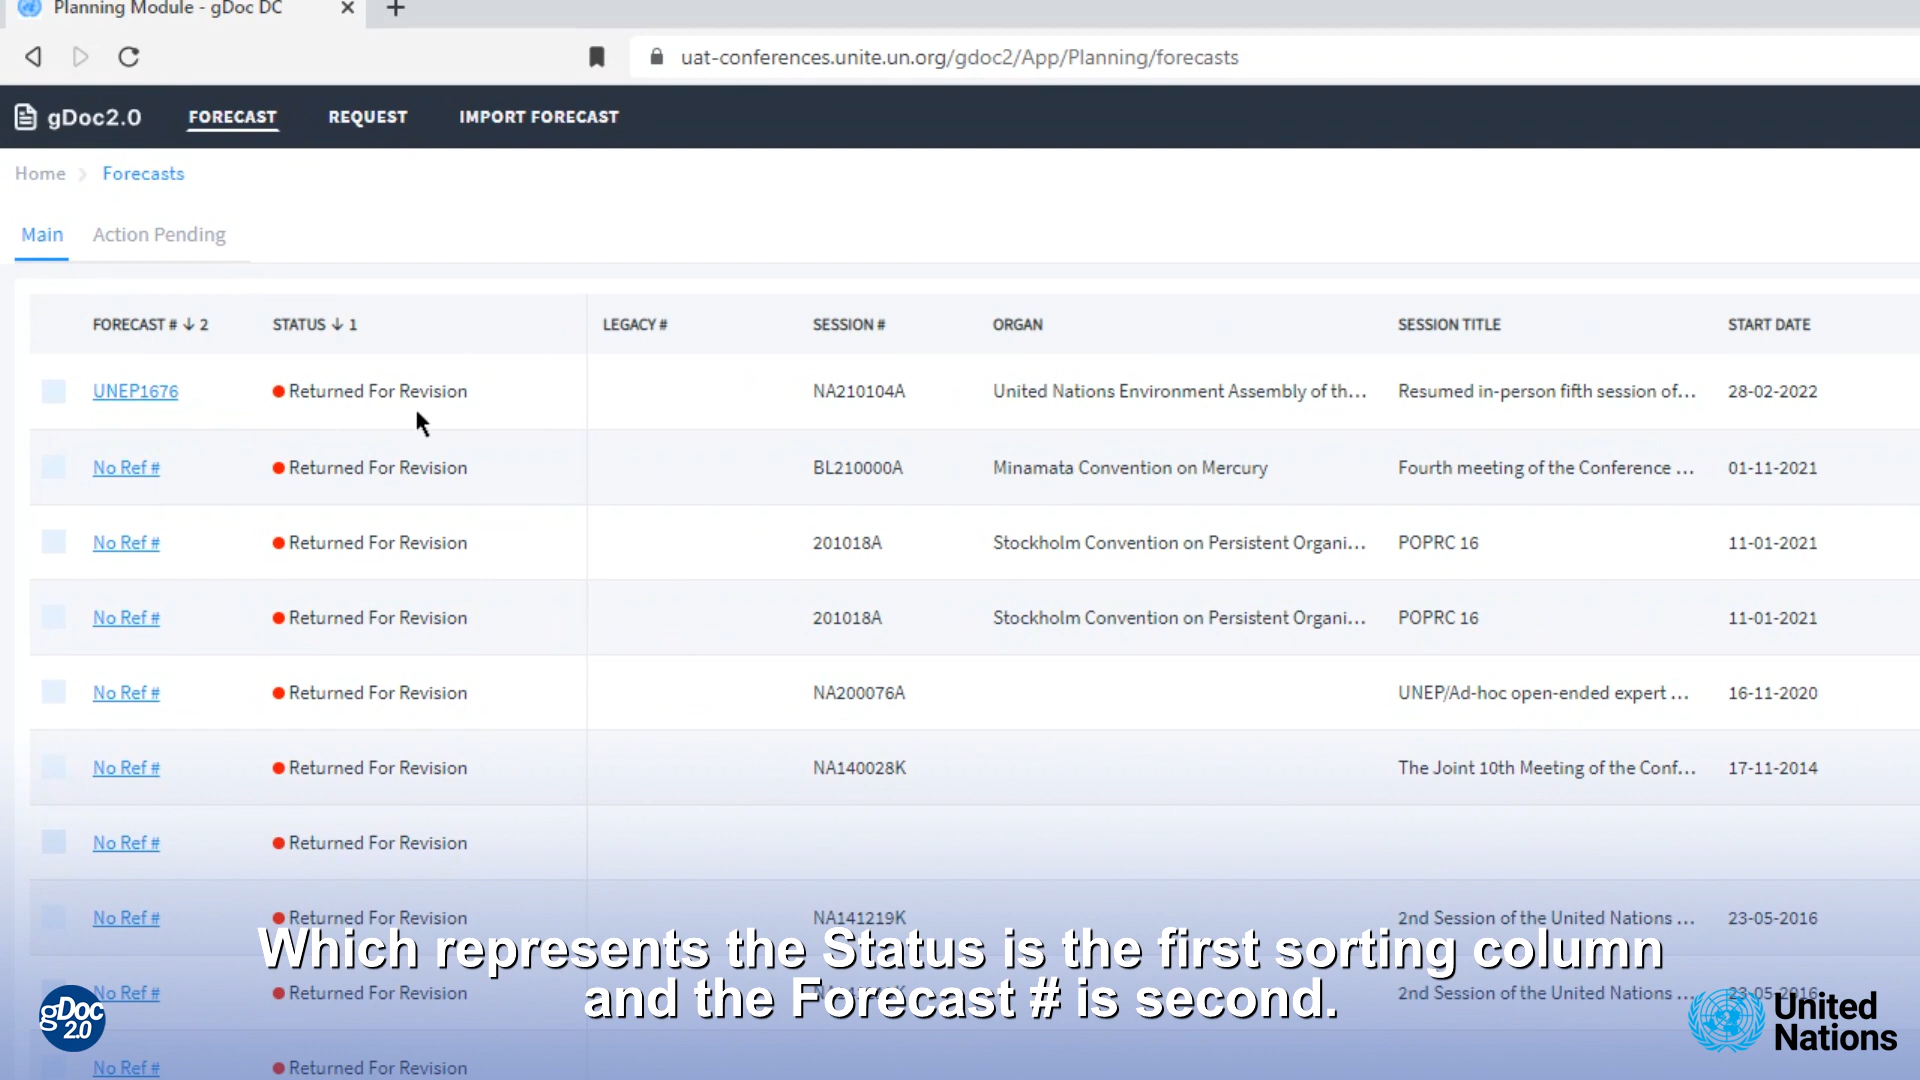 Planning Module - gDoc DC
uat-conferences.unite.un.org/gdoc2/App/Planning/forecasts
gDoc2.0 FORECAST REQUEST IMPORT FORECAST
Home > Forecasts
Main Action Pending
FORECAST # ↓ 2 STATUS ↓ 1 LEGACY # SESSION # ORGAN SESSION TITLE START DATE
UNEP1676 Returned For Revision NA210104A United Nations Environment Assembly of th... Resumed in-person fifth session of... 28-02-2022
No Ref # Returned For Revision BL210000A Minamata Convention on Mercury Fourth meeting of the Conference ... 01-11-2021
No Ref # Returned For Revision 201018A Stockholm Convention on Persistent Organi... POPRC 16 11-01-2021
No Ref # Returned For Revision 201018A Stockholm Convention on Persistent Organi... POPRC 16 11-01-2021
No Ref # Returned For Revision NA200076A UNEP/Ad-hoc open-ended expert ... 16-11-2020
No Ref # Returned For Revision NA140028K The Joint 10th Meeting of the Conf... 17-11-2014
No Ref # Returned For Revision
No Ref # Returned For Revision NA141219K 2nd Session of the United Nations ... 23-05-2016
Which represents the Status is the first sorting column
No Ref # Returned For Revision 2nd Session of the United Nations ... 23-05-2016
and the Forecast # is second.
gDoc
2.0
United
Nations
No Ref # Returned For Revision